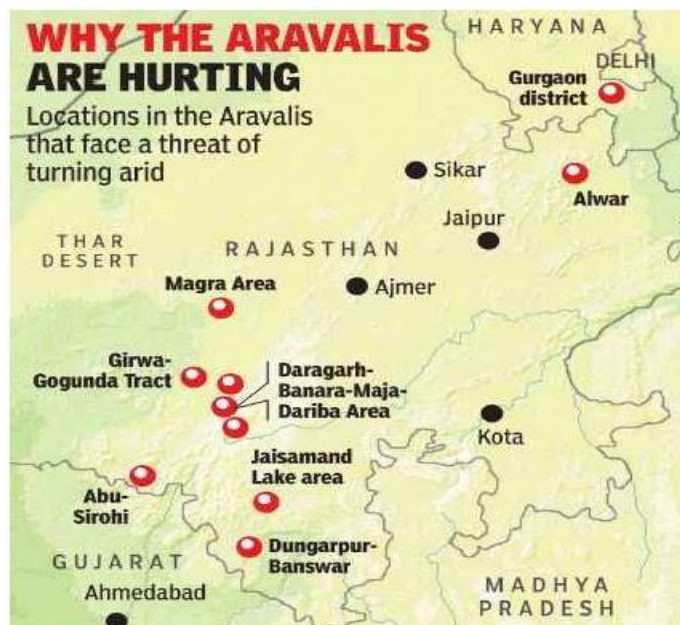 WHY THE ARAVALIS
ARE HURTING
Locations in the Aravalis
that face a threat of
turning arid
HARYANA
DELHI
Gurgaon
district
Sikar
Alwar
Jaipur
THAR
DESERT
RAJASTHAN
Magra Area
Ajmer
Girwa-
Gogunda Tract
Daragarh-
Banara-Maja-
Dariba Area
Kota
Jaisamand
Lake area
Abu-
Sirohi
Dungarpur-
Banswar
GUJARAT
Ahmedabad
MADHYA
PRADESH